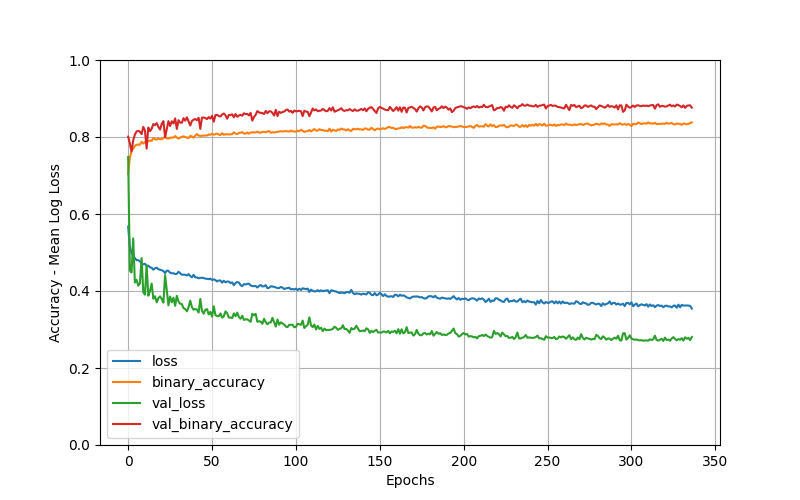 1.0
0.8
0.6
0.4
0.2
0.0
Accuracy - Mean Log Loss
loss
binary_accuracy
val_loss
val_binary_accuracy
0 50 100 150 200 250 300 350
Epochs